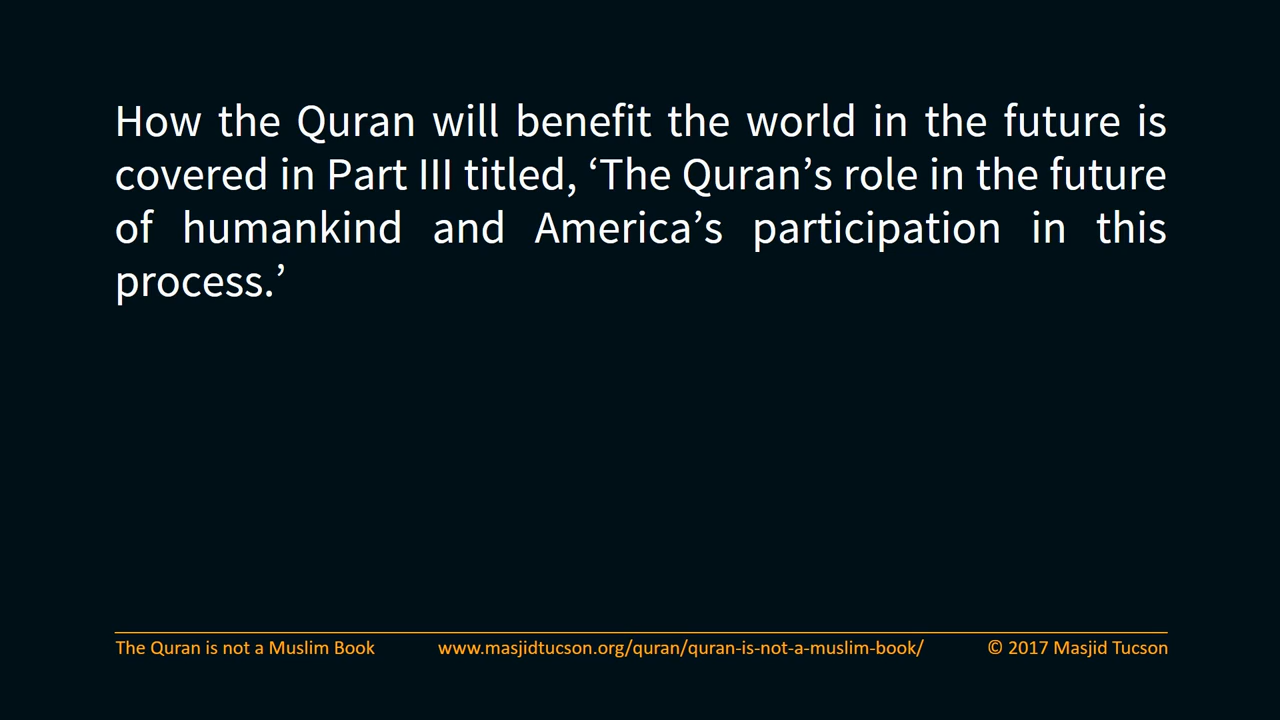 How the Quran will benefit the world in the future is
covered in Part III titled, ‘The Quran’s role in the future
of humankind and America’s participation in this
process.’
The Quran is not a Muslim Book www.masjidtucson.org/quran/quran-is-not-a-muslim-book/ © 2017 Masjid Tucson